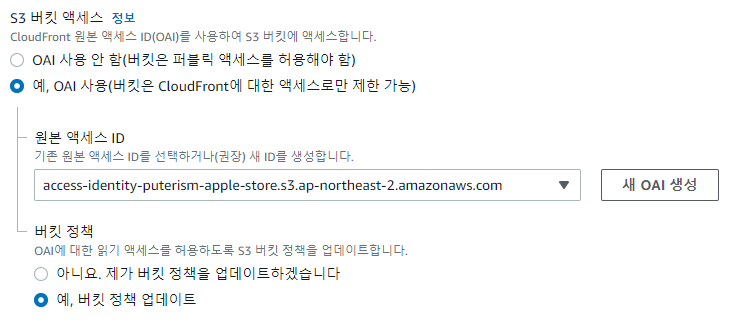 S3 버킷 액세스 정보
CloudFront 원본 액세스 ID(OAI)를 사용하여 S3 버킷에 액세스합니다.
OAI 사용 안 함(버킷은 퍼블릭 액세스를 허용해야 함)
예, OAI 사용(버킷은 CloudFront에 대한 액세스로만 제한 가능)
원본 액세스 ID
기존 원본 액세스 ID를 선택하거나(권장) 새 ID를 생성합니다.
access-identity-puterism-apple-store.s3.ap-northeast-2.amazonaws.com
새 OAI 생성
버킷 정책
OAI에 대한 읽기 액세스를 허용하도록 S3 버킷 정책을 업데이트합니다.
아니요. 제가 버킷 정책을 업데이트하겠습니다
예, 버킷 정책 업데이트